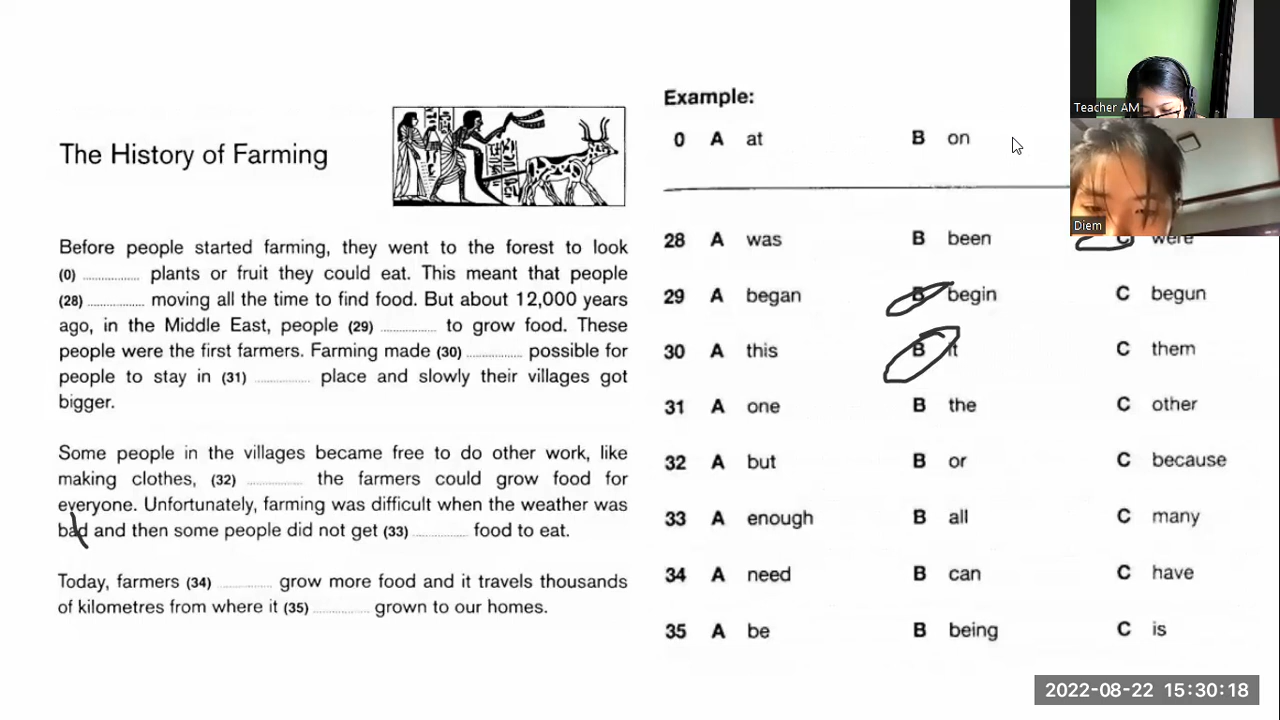 The History of Farming
Before people started farming, they went to the forest to look
(0) .............. plants or fruit they could eat. This meant that people
(28) .............. moving all the time to find food. But about 12,000 years
ago, in the Middle East, people (29) .............. to grow food. These
people were the first farmers. Farming made (30) .............. possible for
people to stay in (31) .............. place and slowly their villages got
bigger.
Some people in the villages became free to do other work, like
making clothes, (32) .............. the farmers could grow food for
everyone. Unfortunately, farming was difficult when the weather was
bad and then some people did not get (33) .............. food to eat.
Today, farmers (34) .............. grow more food and it travels thousands
of kilometres from where it (35) .............. grown to our homes.
Example:
0 A at B on
28 A was B been C were
29 A began B begin C begun
30 A this B it C them
31 A one B the C other
32 A but B or C because
33 A enough B all C many
34 A need B can C have
35 A be B being C is
Teacher AM
Diem
2022-08-22 15:30:18